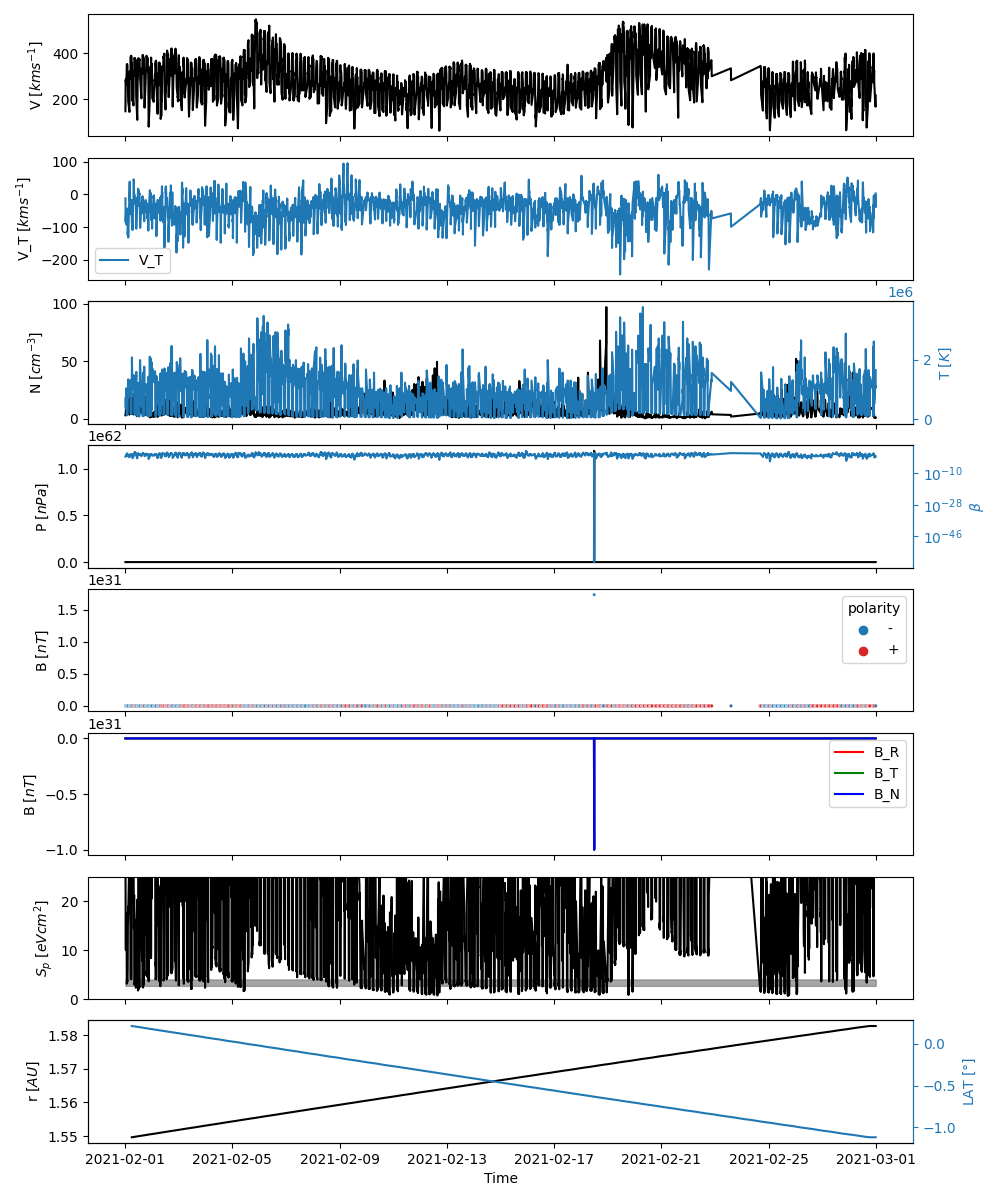 400
200
V [kms⁻¹]
100
0
−100
−200
V_T [kms⁻¹]
V_T
1e6
100
50
0
N [cm⁻³]
2
0
T [K]
1e62
1.0
0.5
0.0
P [nPa]
10⁻¹⁰
10⁻²⁸
10⁻⁴⁶
β
1e31
1.5
1.0
0.5
0.0
B [nT]
polarity
-
+
1e31
0.0
−0.5
−1.0
B [nT]
B_R
B_T
B_N
20
10
0
S_p [eVcm²]
1.58
1.57
1.56
1.55
r [AU]
0.0
−0.5
−1.0
LAT [°]
2021-02-01 2021-02-05 2021-02-09 2021-02-13 2021-02-17 2021-02-21 2021-02-25 2021-03-01
Time